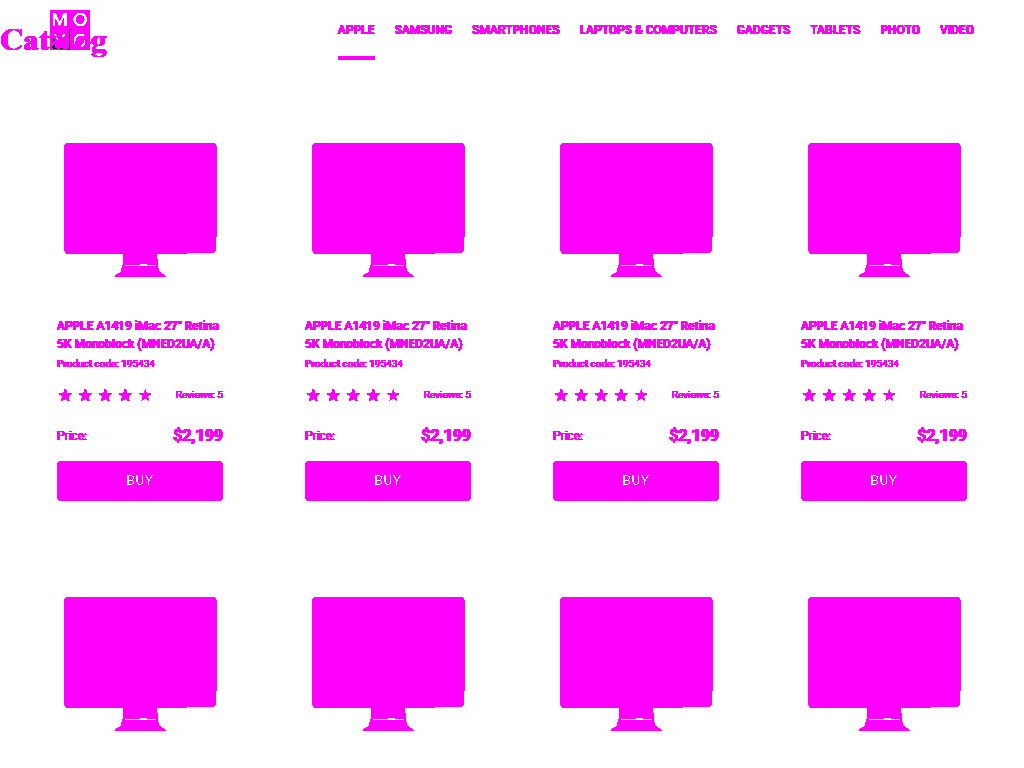 MO
Catalog
APPLE SAMSUNG SMARTPHONES LAPTOPS & COMPUTERS GADGETS TABLETS PHOTO VIDEO
APPLE A1419 iMac 27" Retina
5K Monoblock (MNED2UA/A)
Product code: 195434
Reviews: 5
Price: $2,199
BUY
APPLE A1419 iMac 27" Retina
5K Monoblock (MNED2UA/A)
Product code: 195434
Reviews: 5
Price: $2,199
BUY
APPLE A1419 iMac 27" Retina
5K Monoblock (MNED2UA/A)
Product code: 195434
Reviews: 5
Price: $2,199
BUY
APPLE A1419 iMac 27" Retina
5K Monoblock (MNED2UA/A)
Product code: 195434
Reviews: 5
Price: $2,199
BUY